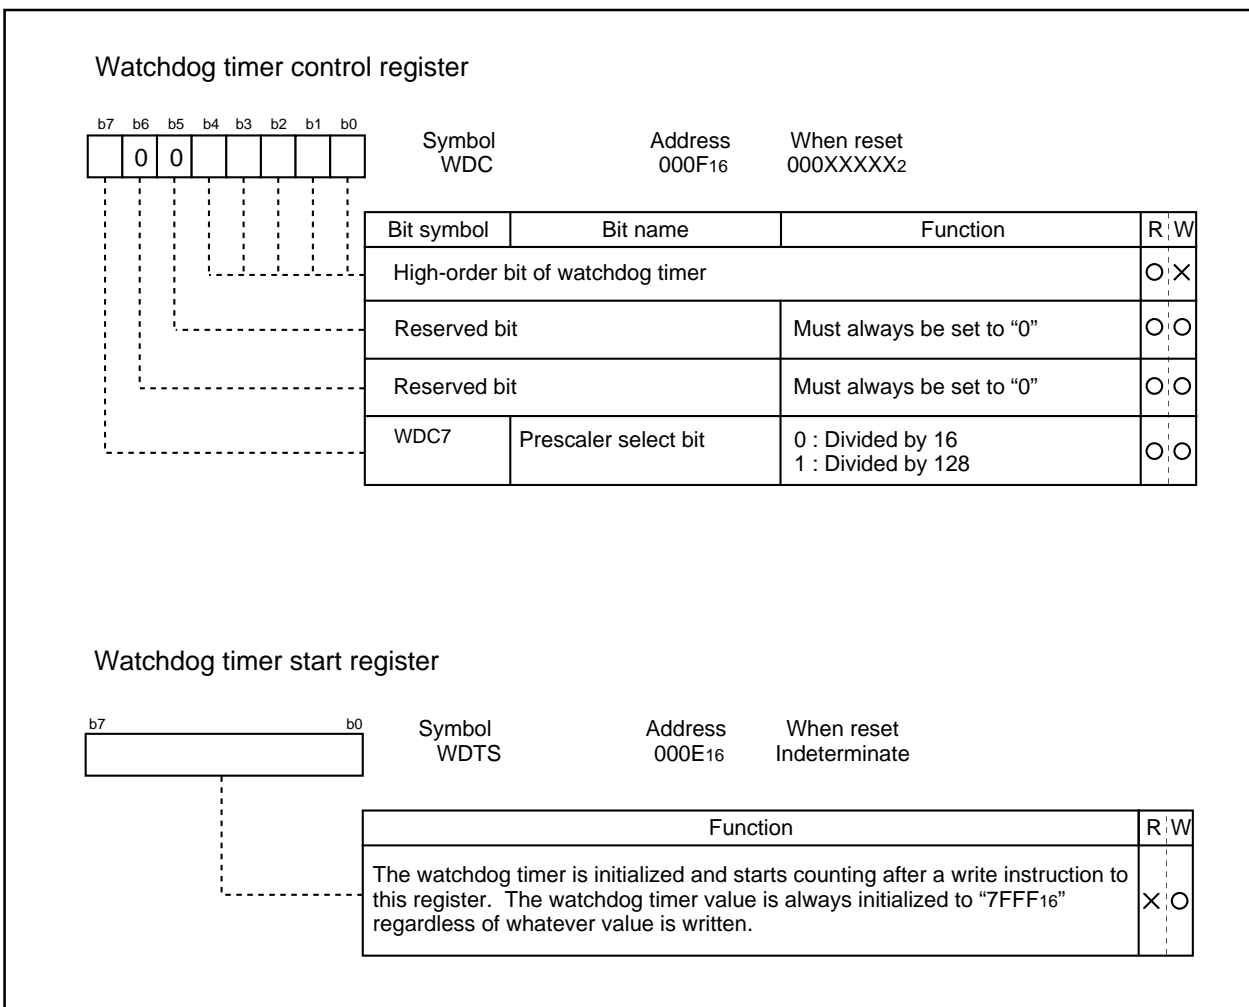 Watchdog timer control register
b7 b6 b5 b4 b3 b2 b1 b0
0 0
Symbol Address When reset
WDC 000F16 000XXXXX2
Bit symbol Bit name Function R W
High-order bit of watchdog timer
Reserved bit Must always be set to “0”
Reserved bit Must always be set to “0”
WDC7 Prescaler select bit 0 : Divided by 16
1 : Divided by 128
Watchdog timer start register
b7 b0
Symbol Address When reset
WDTS 000E16 Indeterminate
Function R W
The watchdog timer is initialized and starts counting after a write instruction to
this register. The watchdog timer value is always initialized to “7FFF16”
regardless of whatever value is written.